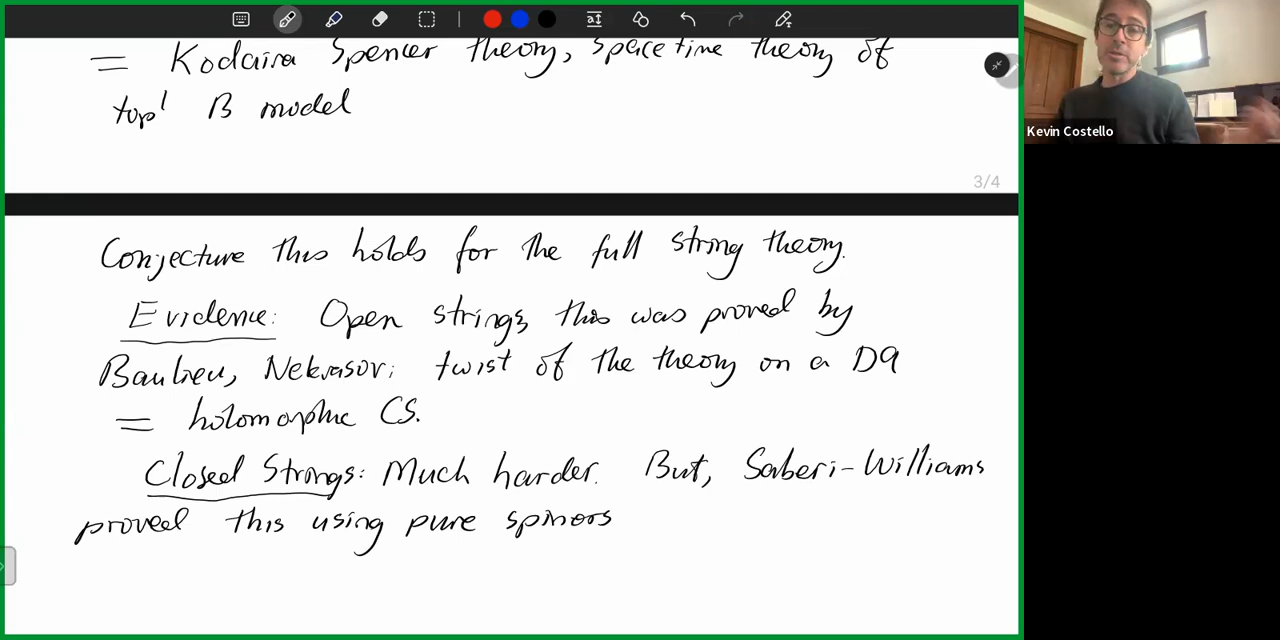 = Kodaira Spencer theory, space time theory of
top'l B model
Kevin Costello
3/4
Conjecture this holds for the full string theory.
Evidence: Open strings this was proved by
Baulieu, Nekrasov; twist of the theory on a D9
= holomorphic CS.
Closed Strings: Much harder. But, Saberi-Williams
proved this using pure spinors